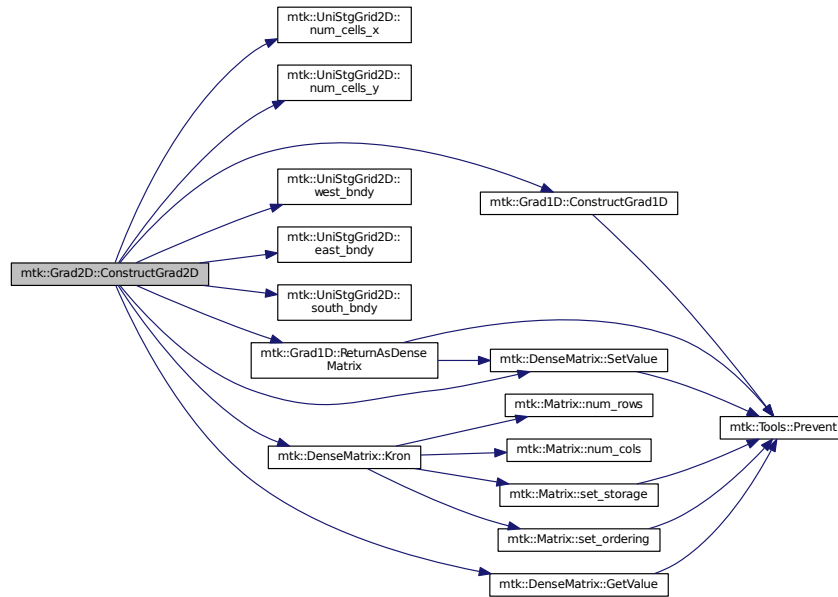 mtk::UniStgGrid2D::
num_cells_x
mtk::UniStgGrid2D::
num_cells_y
mtk::UniStgGrid2D::
west_bndy
mtk::Grad1D::ConstructGrad1D
mtk::UniStgGrid2D::
east_bndy
mtk::Grad2D::ConstructGrad2D
mtk::UniStgGrid2D::
south_bndy
mtk::Grad1D::ReturnAsDense
Matrix
mtk::DenseMatrix::SetValue
mtk::Matrix::num_rows
mtk::Tools::Prevent
mtk::DenseMatrix::Kron
mtk::Matrix::num_cols
mtk::Matrix::set_storage
mtk::Matrix::set_ordering
mtk::DenseMatrix::GetValue